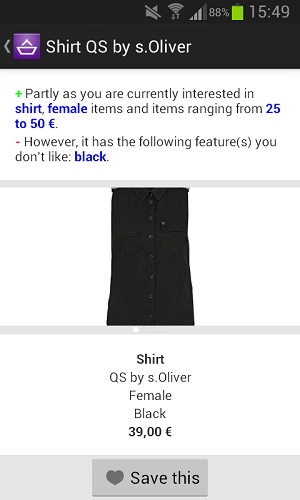 88% 15:49
Shirt QS by s.Oliver
+ Partly as you are currently interested in
shirt, female items and items ranging from 25
to 50 €.
- However, it has the following feature(s) you
don't like: black.
Shirt
QS by s.Oliver
Female
Black
39,00 €
Save this